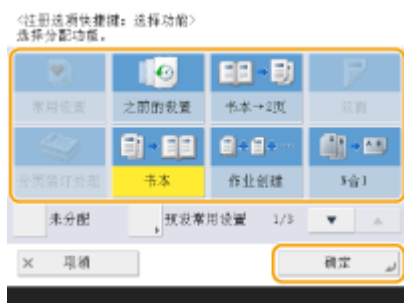 <注册选项快捷键: 选择功能>
选择分配功能。
常用设置
之前的设置
书本→2页
双面
分页装订处理
书本
作业创建
N合1
未分配
预设常用设置
1/3
取消
确定